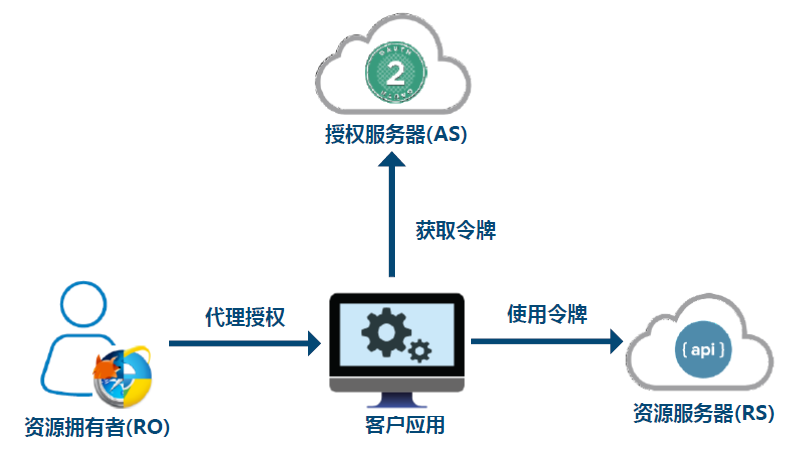 OAUTH
2
授权服务器(AS)
获取令牌
代理授权
使用令牌
{ api }
资源拥有者(RO)
客户应用
资源服务器(RS)